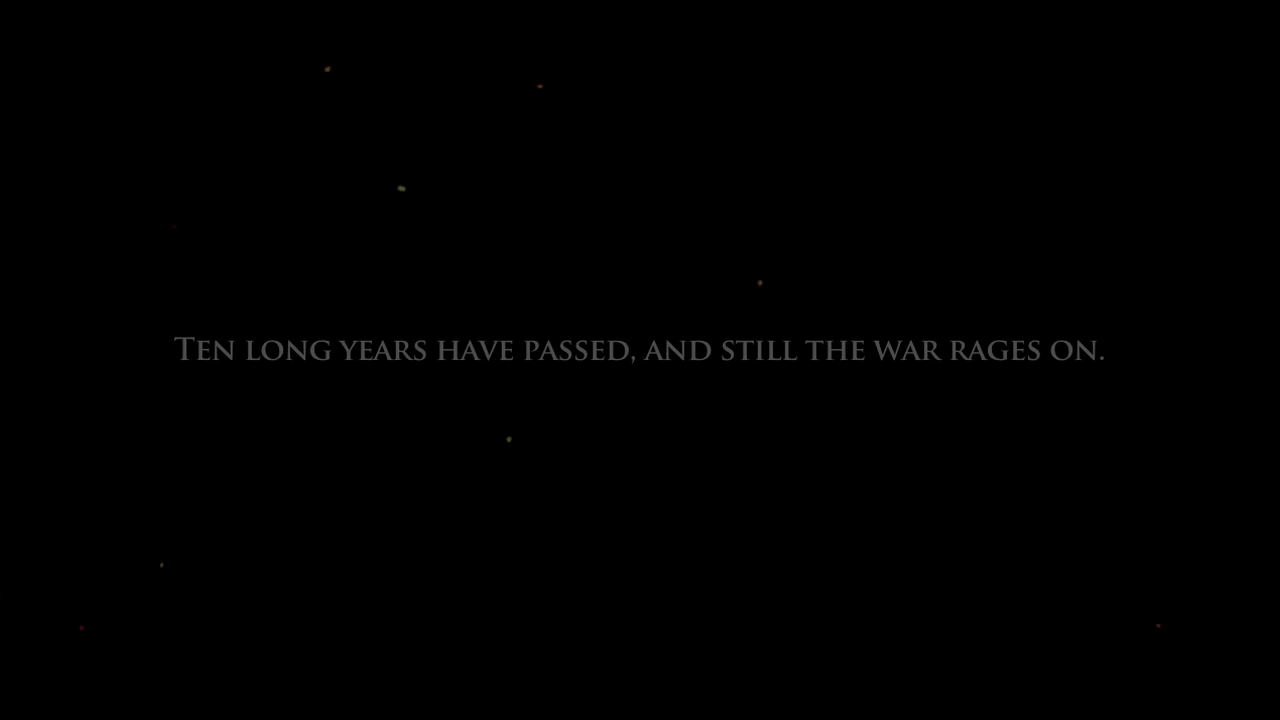 Ten long years have passed, and still the war rages on.